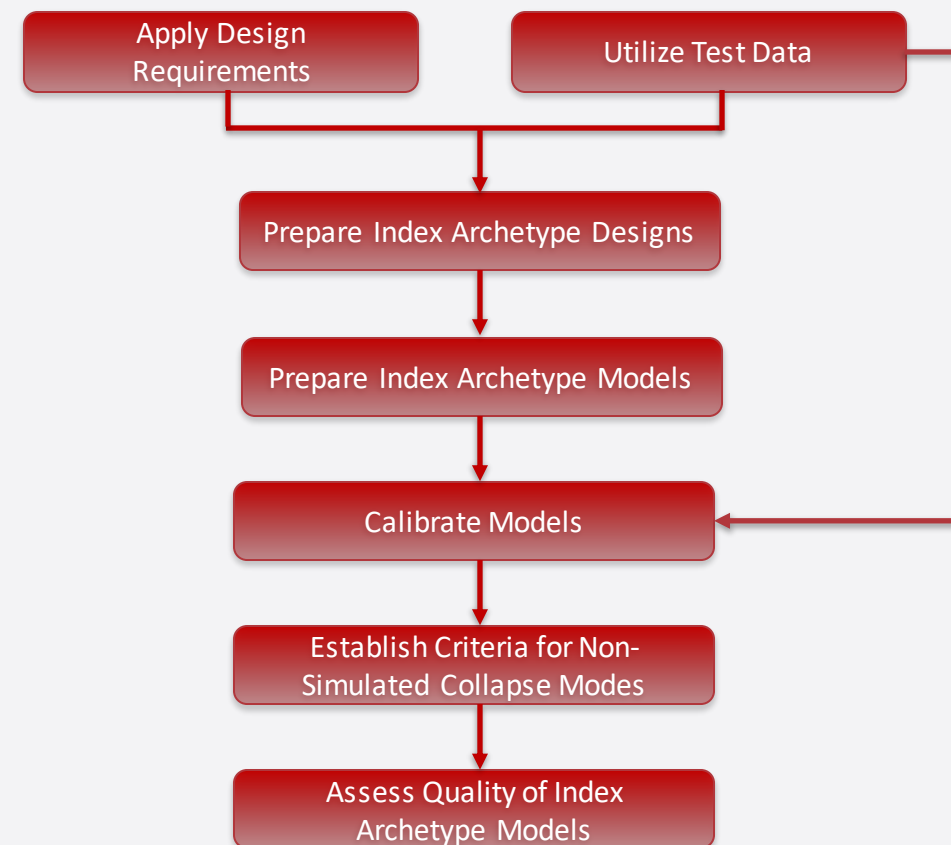 Apply Design
Requirements
Utilize Test Data
Prepare Index Archetype Designs
Prepare Index Archetype Models
Calibrate Models
Establish Criteria for Non-
Simulated Collapse Modes
Assess Quality of Index
Archetype Models